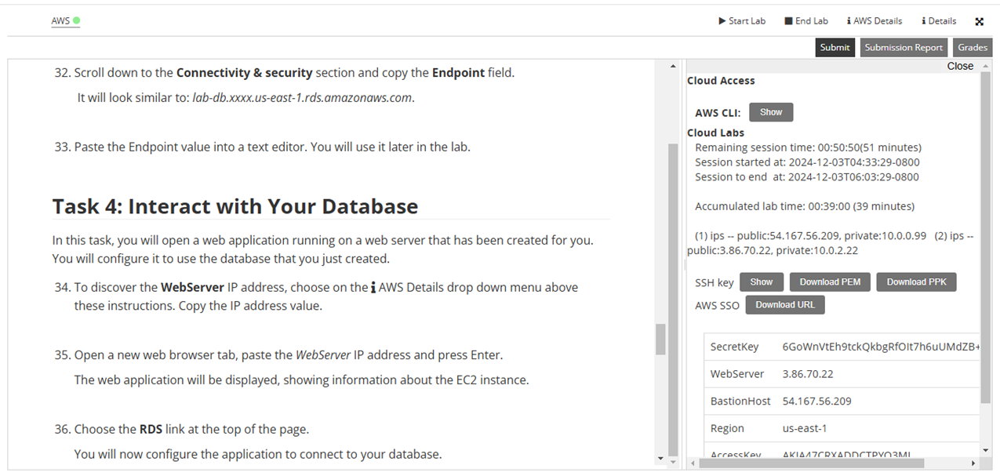 AWS
Start Lab End Lab AWS Details Details
Submit Submission Report Grades
32. Scroll down to the Connectivity & security section and copy the Endpoint field.
It will look similar to: lab-db.xxxx.us-east-1.rds.amazonaws.com.
33. Paste the Endpoint value into a text editor. You will use it later in the lab.
Task 4: Interact with Your Database
In this task, you will open a web application running on a web server that has been created for you.
You will configure it to use the database that you just created.
34. To discover the WebServer IP address, choose on the i AWS Details drop down menu above
these instructions. Copy the IP address value.
35. Open a new web browser tab, paste the WebServer IP address and press Enter.
The web application will be displayed, showing information about the EC2 instance.
36. Choose the RDS link at the top of the page.
You will now configure the application to connect to your database.
Close
Cloud Access
AWS CLI: Show
Cloud Labs
Remaining session time: 00:50:50(51 minutes)
Session started at: 2024-12-03T04:33:29-0800
Session to end at: 2024-12-03T06:03:29-0800
Accumulated lab time: 00:39:00 (39 minutes)
(1) ips -- public:54.167.56.209, private:10.0.0.99 (2) ips --
public:3.86.70.22, private:10.0.2.22
SSH key Show Download PEM Download PPK
AWS SSO Download URL
SecretKey 6GoWnVtEh9tckQkbgRfOIt7h6uUMdZB+
WebServer 3.86.70.22
BastionHost 54.167.56.209
Region us-east-1
AccessKey